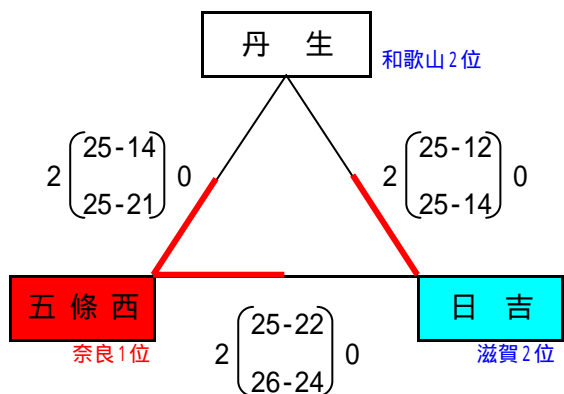 丹 生
和歌山2位
2 25-14 0
25-21
2 25-12 0
25-14
五 條 西
奈良1位
日 吉
滋賀2位
2 25-22 0
26-24